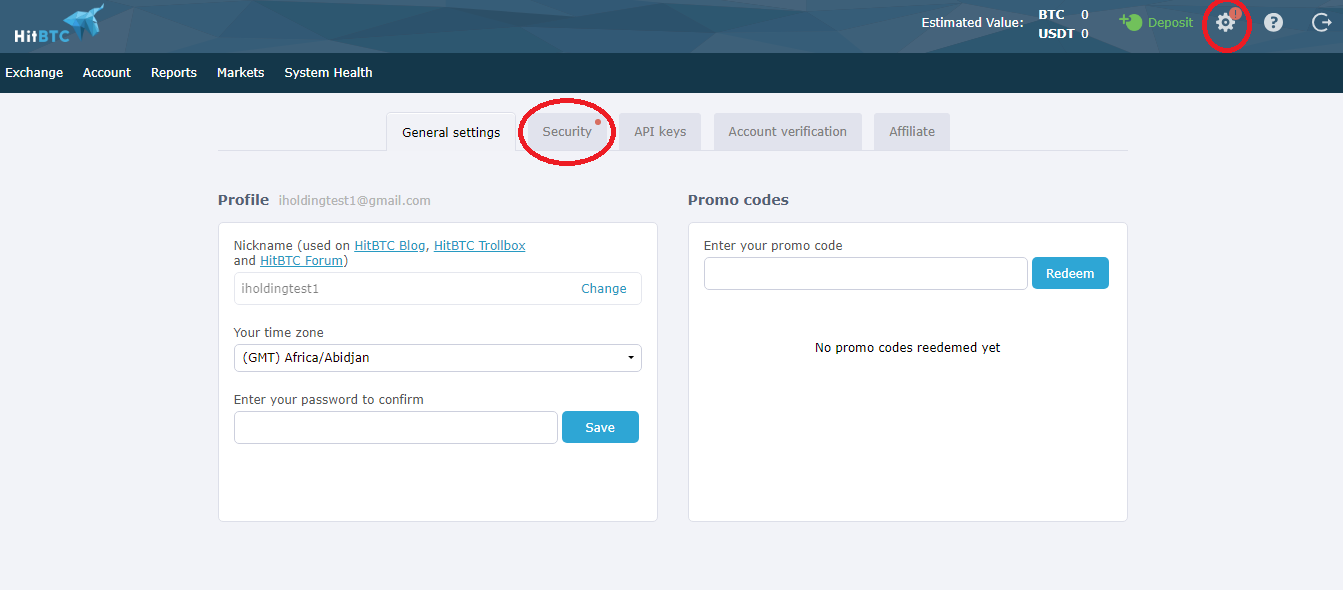 HitBTC
Estimated Value:
BTC 0
USDT 0
Deposit
!
?
Exchange Account Reports Markets System Health
General settings Security API keys Account verification Affiliate
Profile iholdingtest1@gmail.com
Nickname (used on HitBTC Blog, HitBTC Trollbox
and HitBTC Forum)
iholdingtest1 Change
Your time zone
(GMT) Africa/Abidjan
Enter your password to confirm
Save
Promo codes
Enter your promo code
Redeem
No promo codes reedemed yet